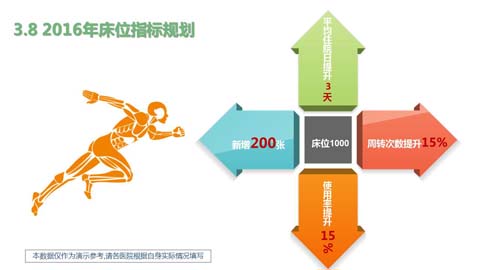 3.8 2016年床位指标规划
平均住院日提升3天
新增200张
床位1000
周转次数提升15%
使用率提升15%
本数据仅作为演示参考,请各医院根据自身实际情况填写